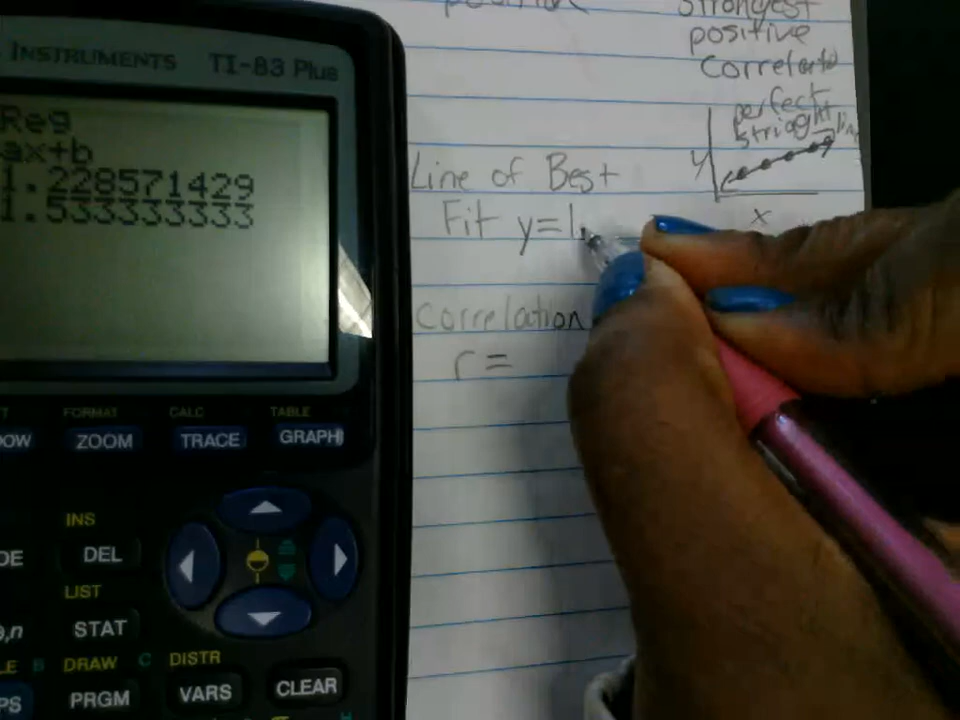 INSTRUMENTS TI-83 Plus
Reg
ax+b
1.228571429
1.533333333
FORMAT CALC TABLE
ZOOM TRACE GRAPH
INS
DEL
LIST
STAT
DRAW C DISTR
PRGM VARS CLEAR
strongest
positive
perfect
y
x
Line of Best
Fit y=1.
correlation
r=